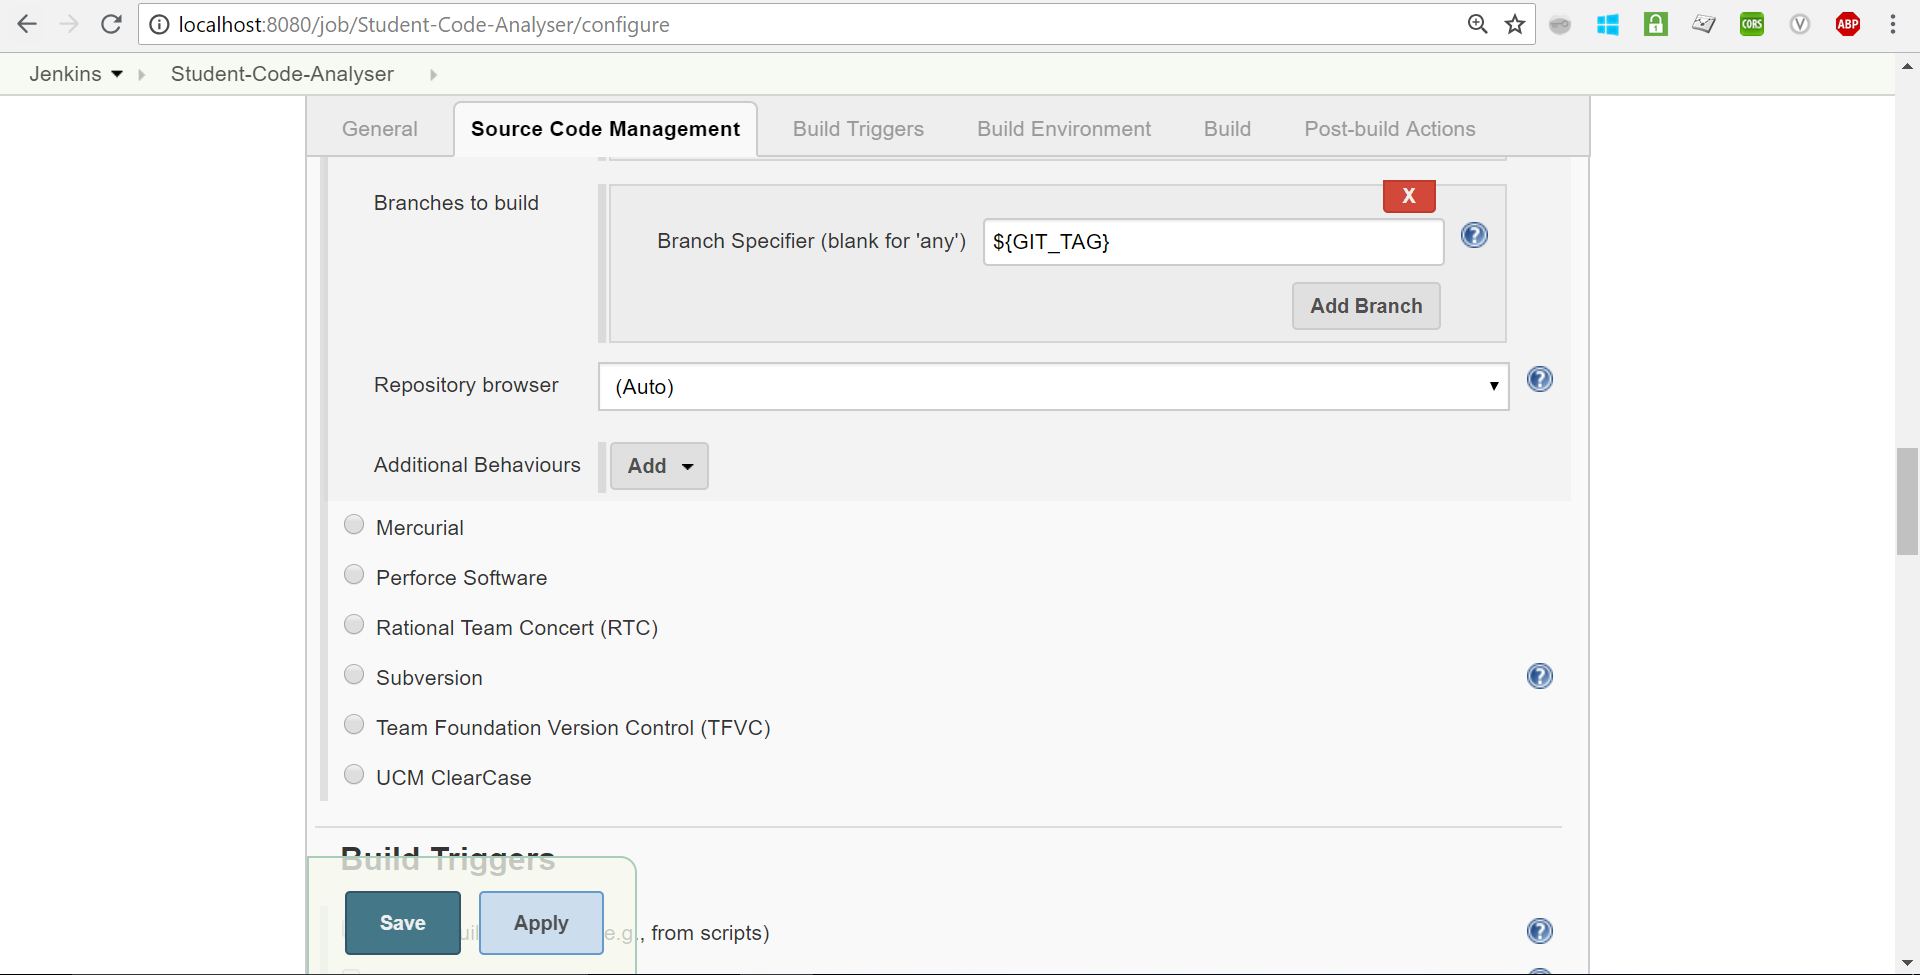 localhost:8080/job/Student-Code-Analyser/configure
CORS
V
ABP
Jenkins
Student-Code-Analyser
General
Source Code Management
Build Triggers
Build Environment
Build
Post-build Actions
Branches to build
X
Branch Specifier (blank for 'any')
${GIT_TAG}
Add Branch
Repository browser
(Auto)
Additional Behaviours
Add
Mercurial
Perforce Software
Rational Team Concert (RTC)
Subversion
Team Foundation Version Control (TFVC)
UCM ClearCase
Build Triggers
Save
Apply
e.g., from scripts)